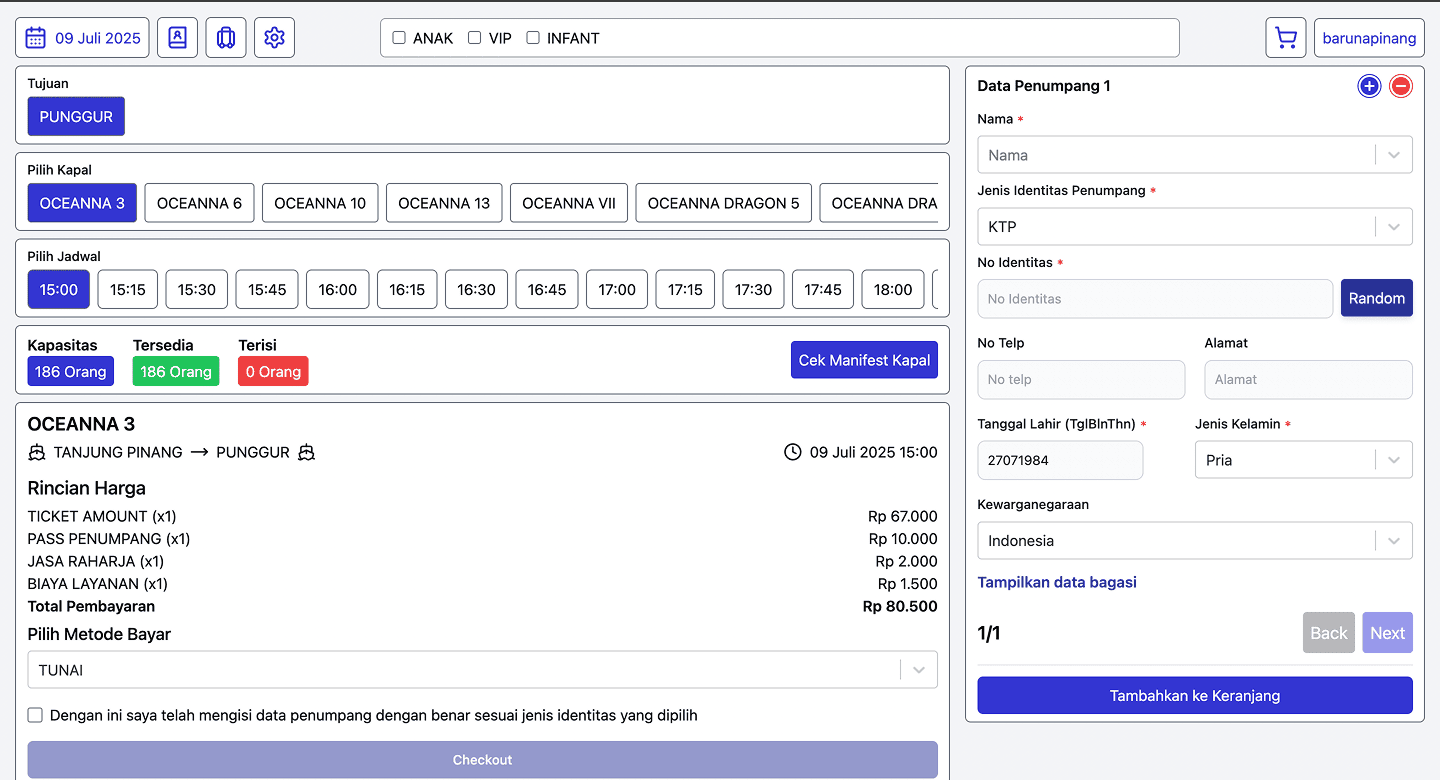 09 Juli 2025
ANAK VIP INFANT
barunapinang
Tujuan
PUNGGUR
Pilih Kapal
OCEANNA 3 OCEANNA 6 OCEANNA 10 OCEANNA 13 OCEANNA VII OCEANNA DRAGON 5 OCEANNA DRA
Pilih Jadwal
15:00 15:15 15:30 15:45 16:00 16:15 16:30 16:45 17:00 17:15 17:30 17:45 18:00
Kapasitas Tersedia Terisi
186 Orang 186 Orang 0 Orang
Cek Manifest Kapal
OCEANNA 3
TANJUNG PINANG → PUNGGUR
09 Juli 2025 15:00
Rincian Harga
TICKET AMOUNT (x1) Rp 67.000
PASS PENUMPANG (x1) Rp 10.000
JASA RAHARJA (x1) Rp 2.000
BIAYA LAYANAN (x1) Rp 1.500
Total Pembayaran Rp 80.500
Pilih Metode Bayar
TUNAI
Dengan ini saya telah mengisi data penumpang dengan benar sesuai jenis identitas yang dipilih
Checkout
Data Penumpang 1
Nama *
Nama
Jenis Identitas Penumpang *
KTP
No Identitas *
No Identitas Random
No Telp Alamat
No telp Alamat
Tanggal Lahir (TglBlnThn) * Jenis Kelamin *
27071984 Pria
Kewarganegaraan
Indonesia
Tampilkan data bagasi
1/1 Back Next
Tambahkan ke Keranjang